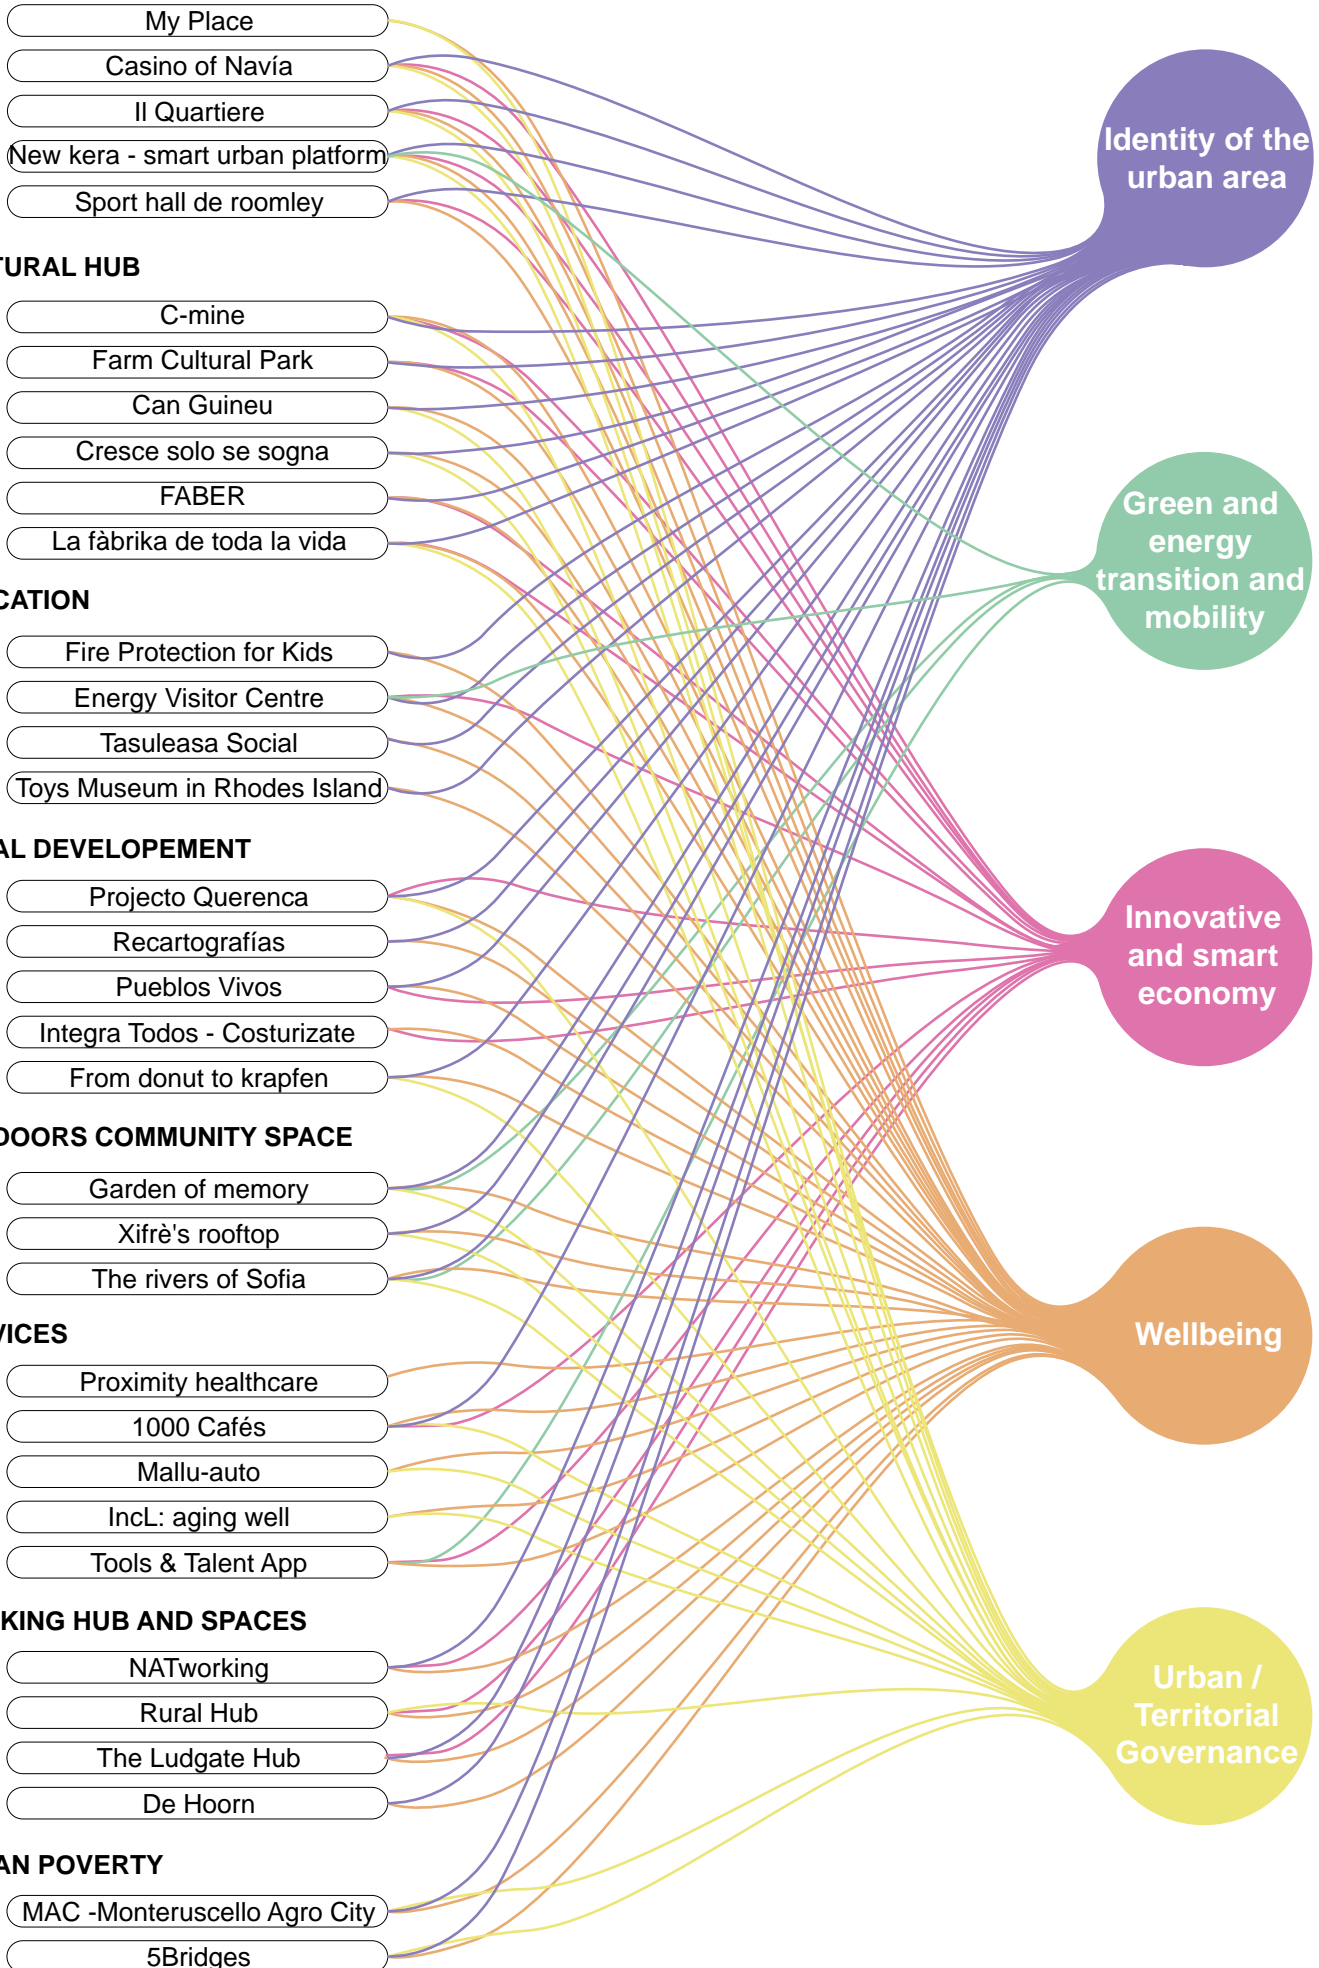 My Place
Casino of Navía
Il Quartiere
New kera - smart urban platform
Sport hall de roomley
TURAL HUB
C-mine
Farm Cultural Park
Can Guineu
Cresce solo se sogna
FABER
La fàbrika de toda la vida
CATION
Fire Protection for Kids
Energy Visitor Centre
Tasuleasa Social
Toys Museum in Rhodes Island
AL DEVELOPEMENT
Projecto Querenca
Recartografías
Pueblos Vivos
Integra Todos - Costurizate
From donut to krapfen
DOORS COMMUNITY SPACE
Garden of memory
Xifrè's rooftop
The rivers of Sofia
VICES
Proximity healthcare
1000 Cafés
Mallu-auto
IncL: aging well
Tools & Talent App
KING HUB AND SPACES
NATworking
Rural Hub
The Ludgate Hub
De Hoorn
AN POVERTY
MAC -Monteruscello Agro City
5Bridges
Identity of the
urban area
Green and
energy
transition and
mobility
Innovative
and smart
economy
Wellbeing
Urban /
Territorial
Governance